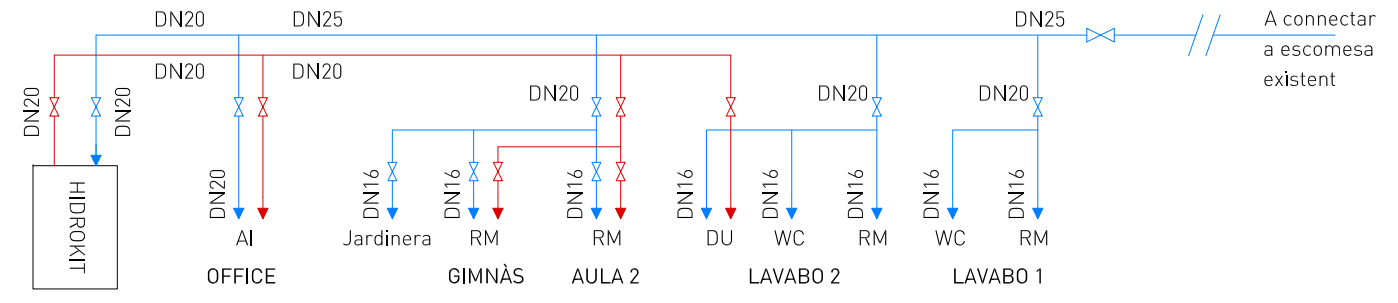 DN20
DN25
DN25
A connectar
a escomesa
existent
DN20
DN20
DN20
DN20
DN20
DN20
DN20
HIDROKIT
DN20
DN16
DN16
DN16
DN16
DN16
DN16
DN16
AI
Jardinera
RM
RM
DU
WC
RM
WC
RM
OFFICE
GIMNÀS
AULA 2
LAVABO 2
LAVABO 1